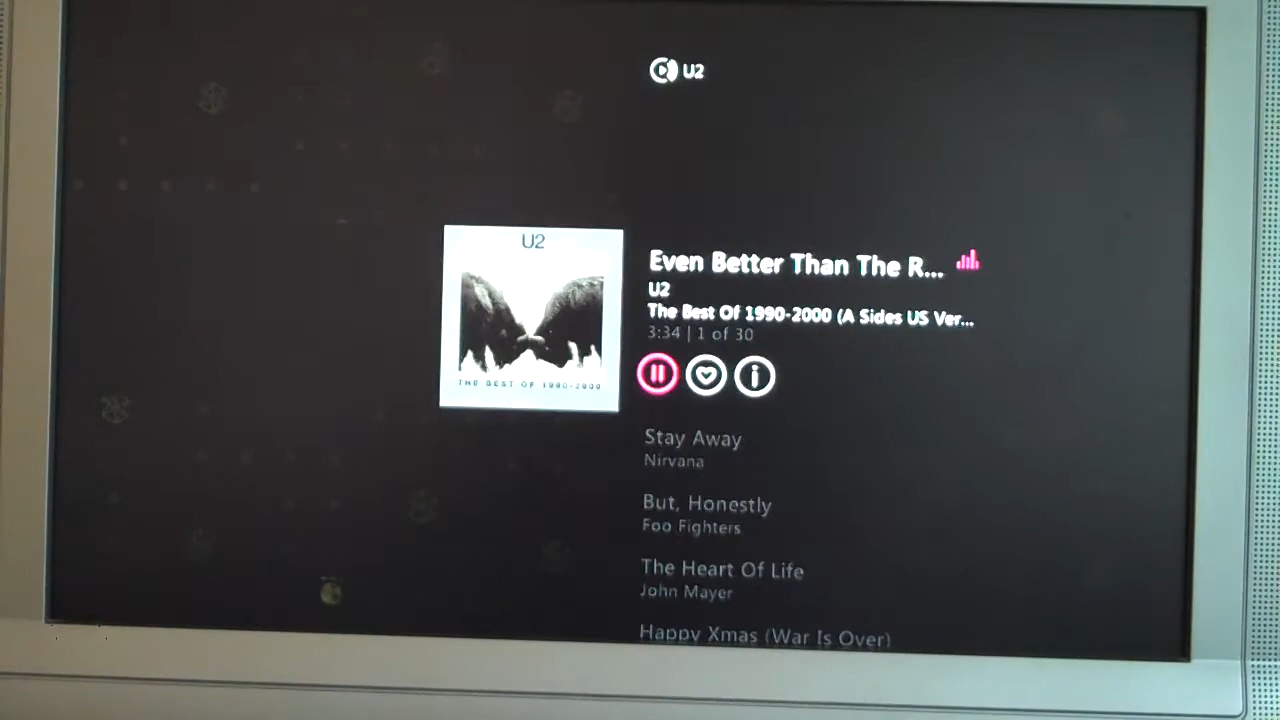 U2
U2
THE BEST OF 1990-2000
Even Better Than The R...
U2
The Best Of 1990-2000 (A Sides US Ver...
3:34 | 1 of 30
Stay Away
Nirvana
But, Honestly
Foo Fighters
The Heart Of Life
John Mayer
Happy Xmas (War Is Over)